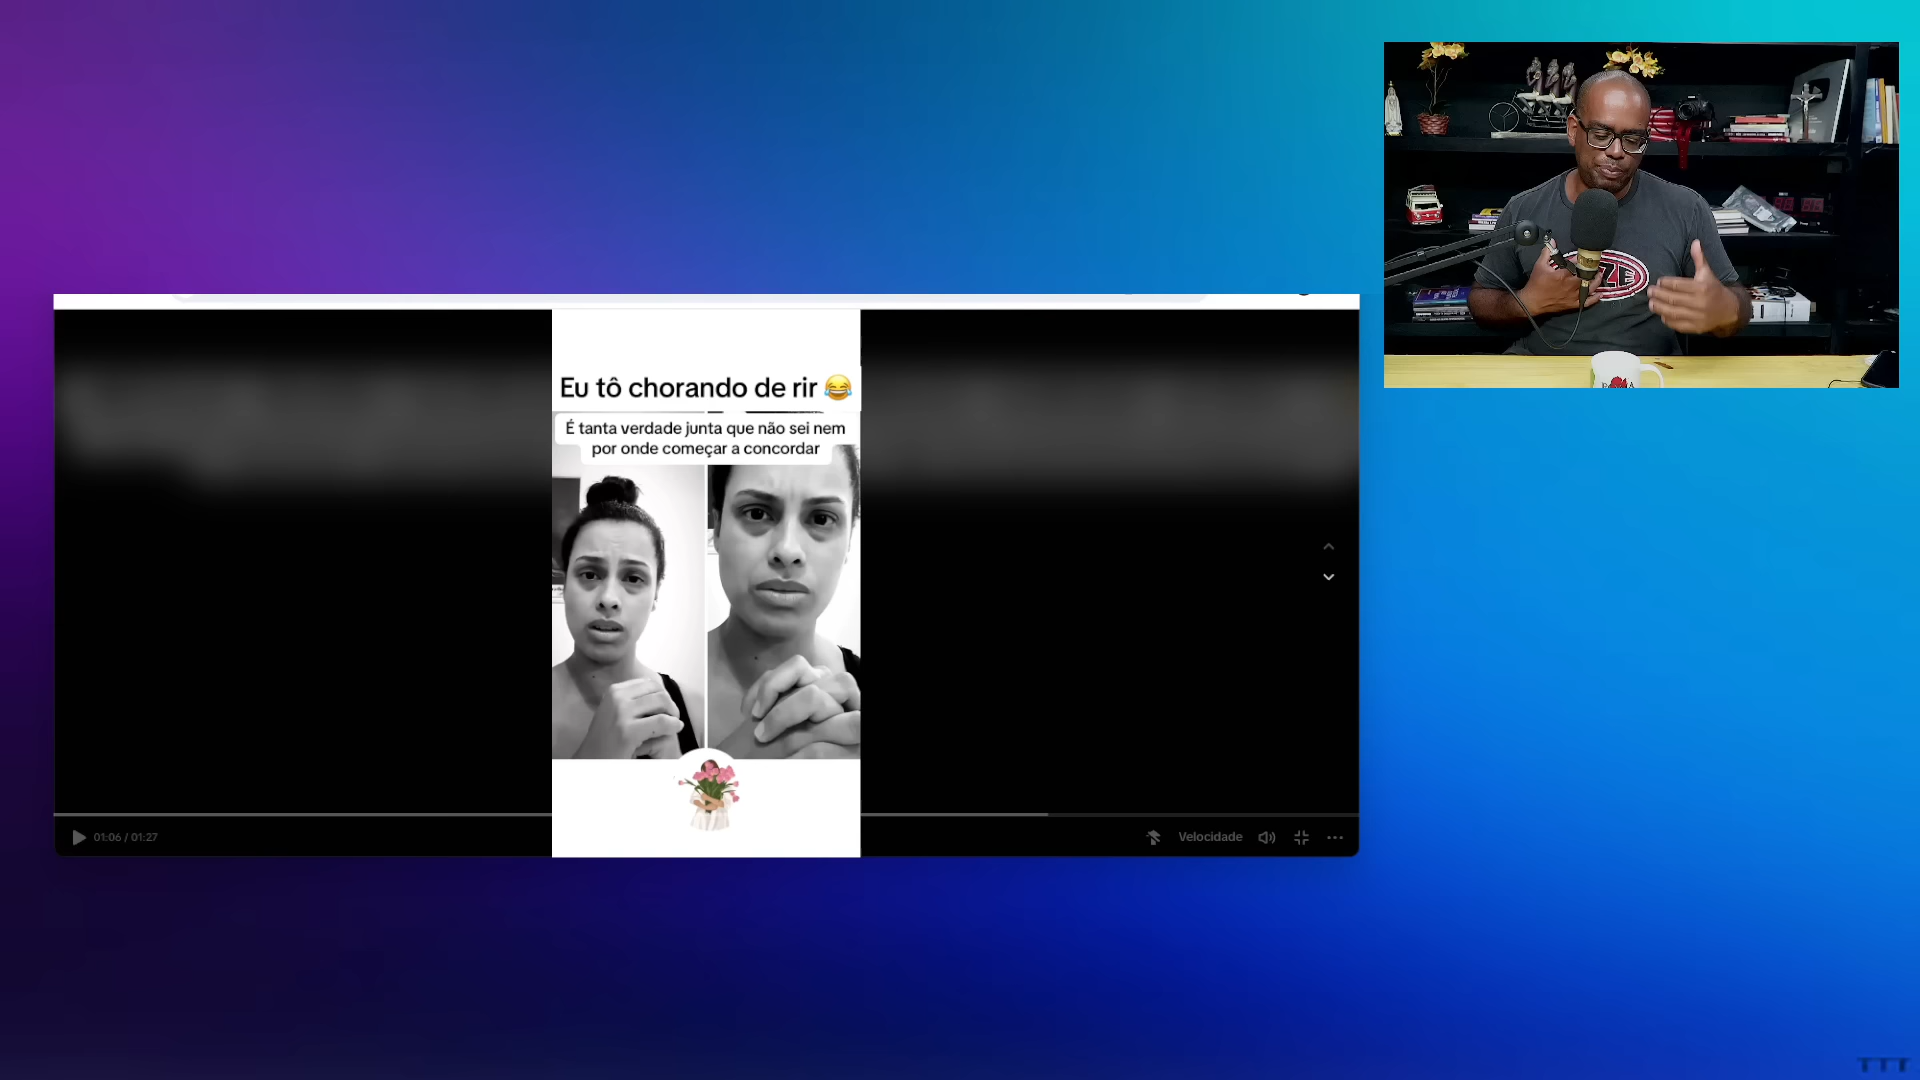 Eu tô chorando de rir 😂
É tanta verdade junta que não sei nem
por onde começar a concordar
01:06 / 01:27
Velocidade